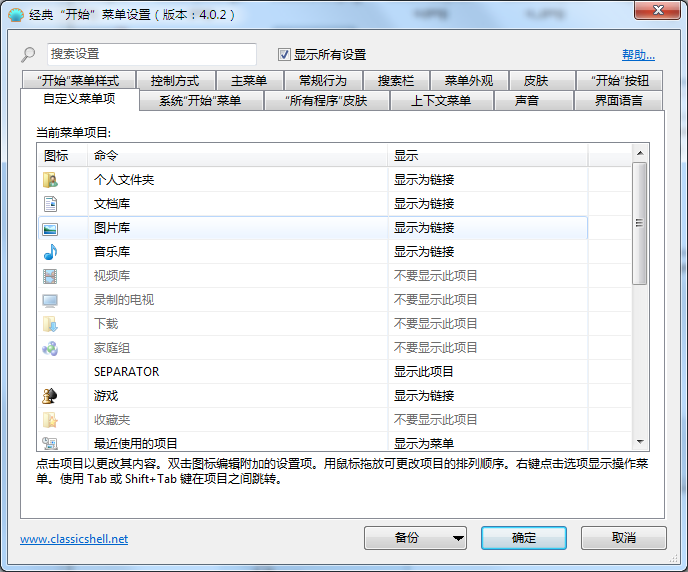 经典“开始”菜单设置（版本：4.0.2）
搜索设置
显示所有设置
帮助...
“开始”菜单样式 控制方式 主菜单 常规行为 搜索栏 菜单外观 皮肤 “开始”按钮
自定义菜单项 系统“开始”菜单 “所有程序”皮肤 上下文菜单 声音 界面语言
当前菜单项目:
图标 命令 显示
个人文件夹 显示为链接
文档库 显示为链接
图片库 显示为链接
音乐库 显示为链接
视频库 不要显示此项目
录制的电视 不要显示此项目
下载 不要显示此项目
家庭组 不要显示此项目
SEPARATOR 显示此项目
游戏 显示为链接
收藏夹 不要显示此项目
最近使用的项目 显示为菜单
点击项目以更改其内容。双击图标编辑附加的设置项。用鼠标拖放可更改项目的排列顺序。右键点击选项显示操作菜
单。使用 Tab 或 Shift+Tab 键在项目之间跳转。
www.classicshell.net
备份 确定 取消